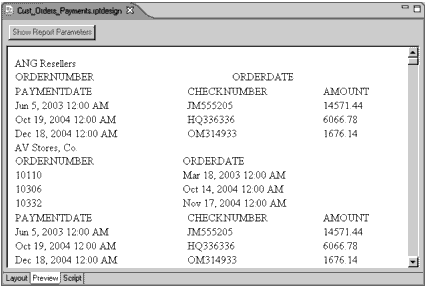 Cust_Orders_Payments.rptdesign
Show Report Parameters
ANG Resellers
ORDERNUMBER ORDERDATE
PAYMENTDATE CHECKNUMBER AMOUNT
Jun 5, 2003 12:00 AM JM555205 14571.44
Oct 19, 2004 12:00 AM HQ336336 6066.78
Dec 18, 2004 12:00 AM OM314933 1676.14
AV Stores, Co.
ORDERNUMBER ORDERDATE
10110 Mar 18, 2003 12:00 AM
10306 Oct 14, 2004 12:00 AM
10332 Nov 17, 2004 12:00 AM
PAYMENTDATE CHECKNUMBER AMOUNT
Jun 5, 2003 12:00 AM JM555205 14571.44
Oct 19, 2004 12:00 AM HQ336336 6066.78
Dec 18, 2004 12:00 AM OM314933 1676.14
Layout Preview Script